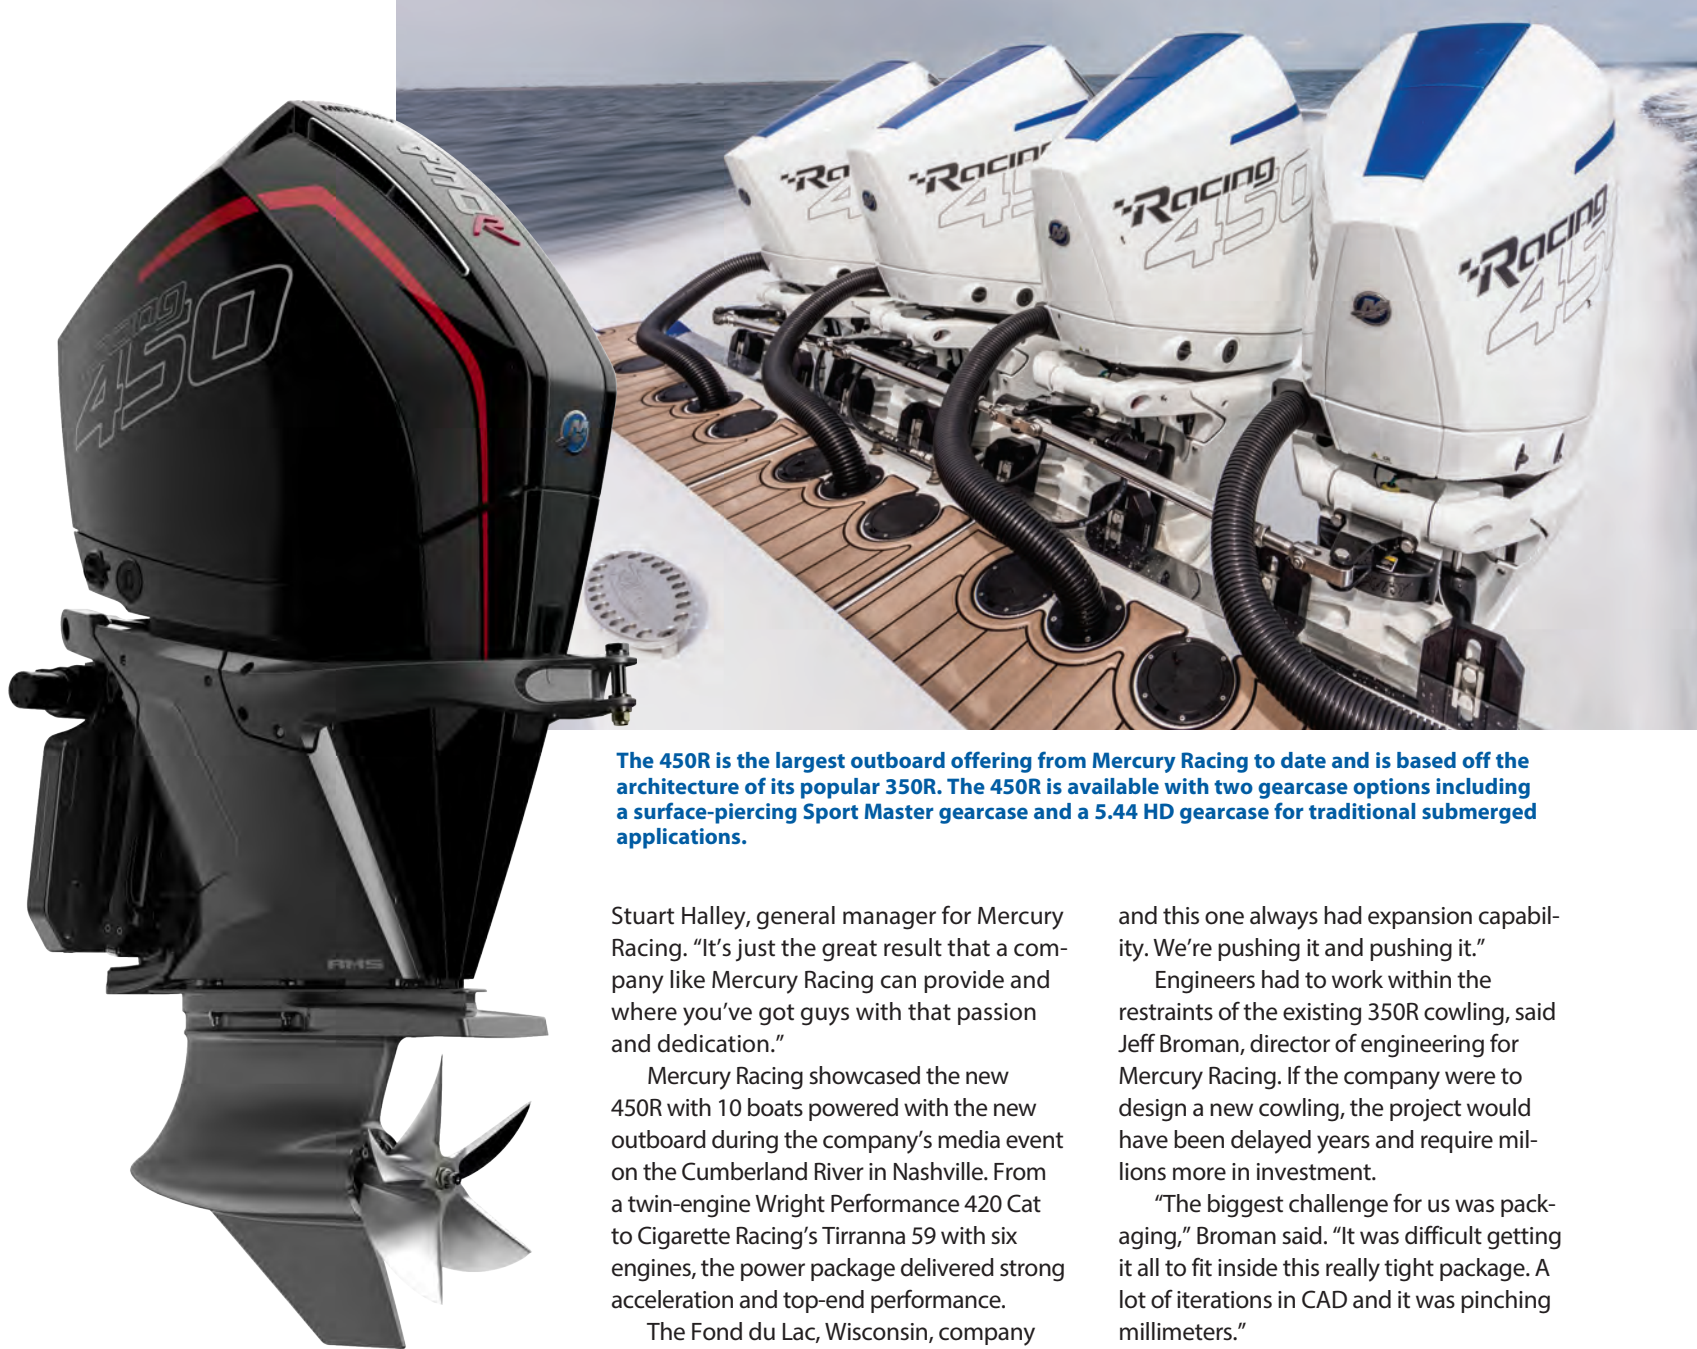 MERCURY
450R
Racing
450
RMS
Ra
4
Racin
45
Racing
450
Racing
45
The 450R is the largest outboard offering from Mercury Racing to date and is based off the
architecture of its popular 350R. The 450R is available with two gearcase options including
a surface-piercing Sport Master gearcase and a 5.44 HD gearcase for traditional submerged
applications.
Stuart Halley, general manager for Mercury
Racing. “It’s just the great result that a com-
pany like Mercury Racing can provide and
where you’ve got guys with that passion
and dedication.”
Mercury Racing showcased the new
450R with 10 boats powered with the new
outboard during the company’s media event
on the Cumberland River in Nashville. From
a twin-engine Wright Performance 420 Cat
to Cigarette Racing’s Tirranna 59 with six
engines, the power package delivered strong
acceleration and top-end performance.
The Fond du Lac, Wisconsin, company
and this one always had expansion capabil-
ity. We’re pushing it and pushing it.”
Engineers had to work within the
restraints of the existing 350R cowling, said
Jeff Broman, director of engineering for
Mercury Racing. If the company were to
design a new cowling, the project would
have been delayed years and require mil-
lions more in investment.
“The biggest challenge for us was pack-
aging,” Broman said. “It was difficult getting
it all to fit inside this really tight package. A
lot of iterations in CAD and it was pinching
millimeters.”